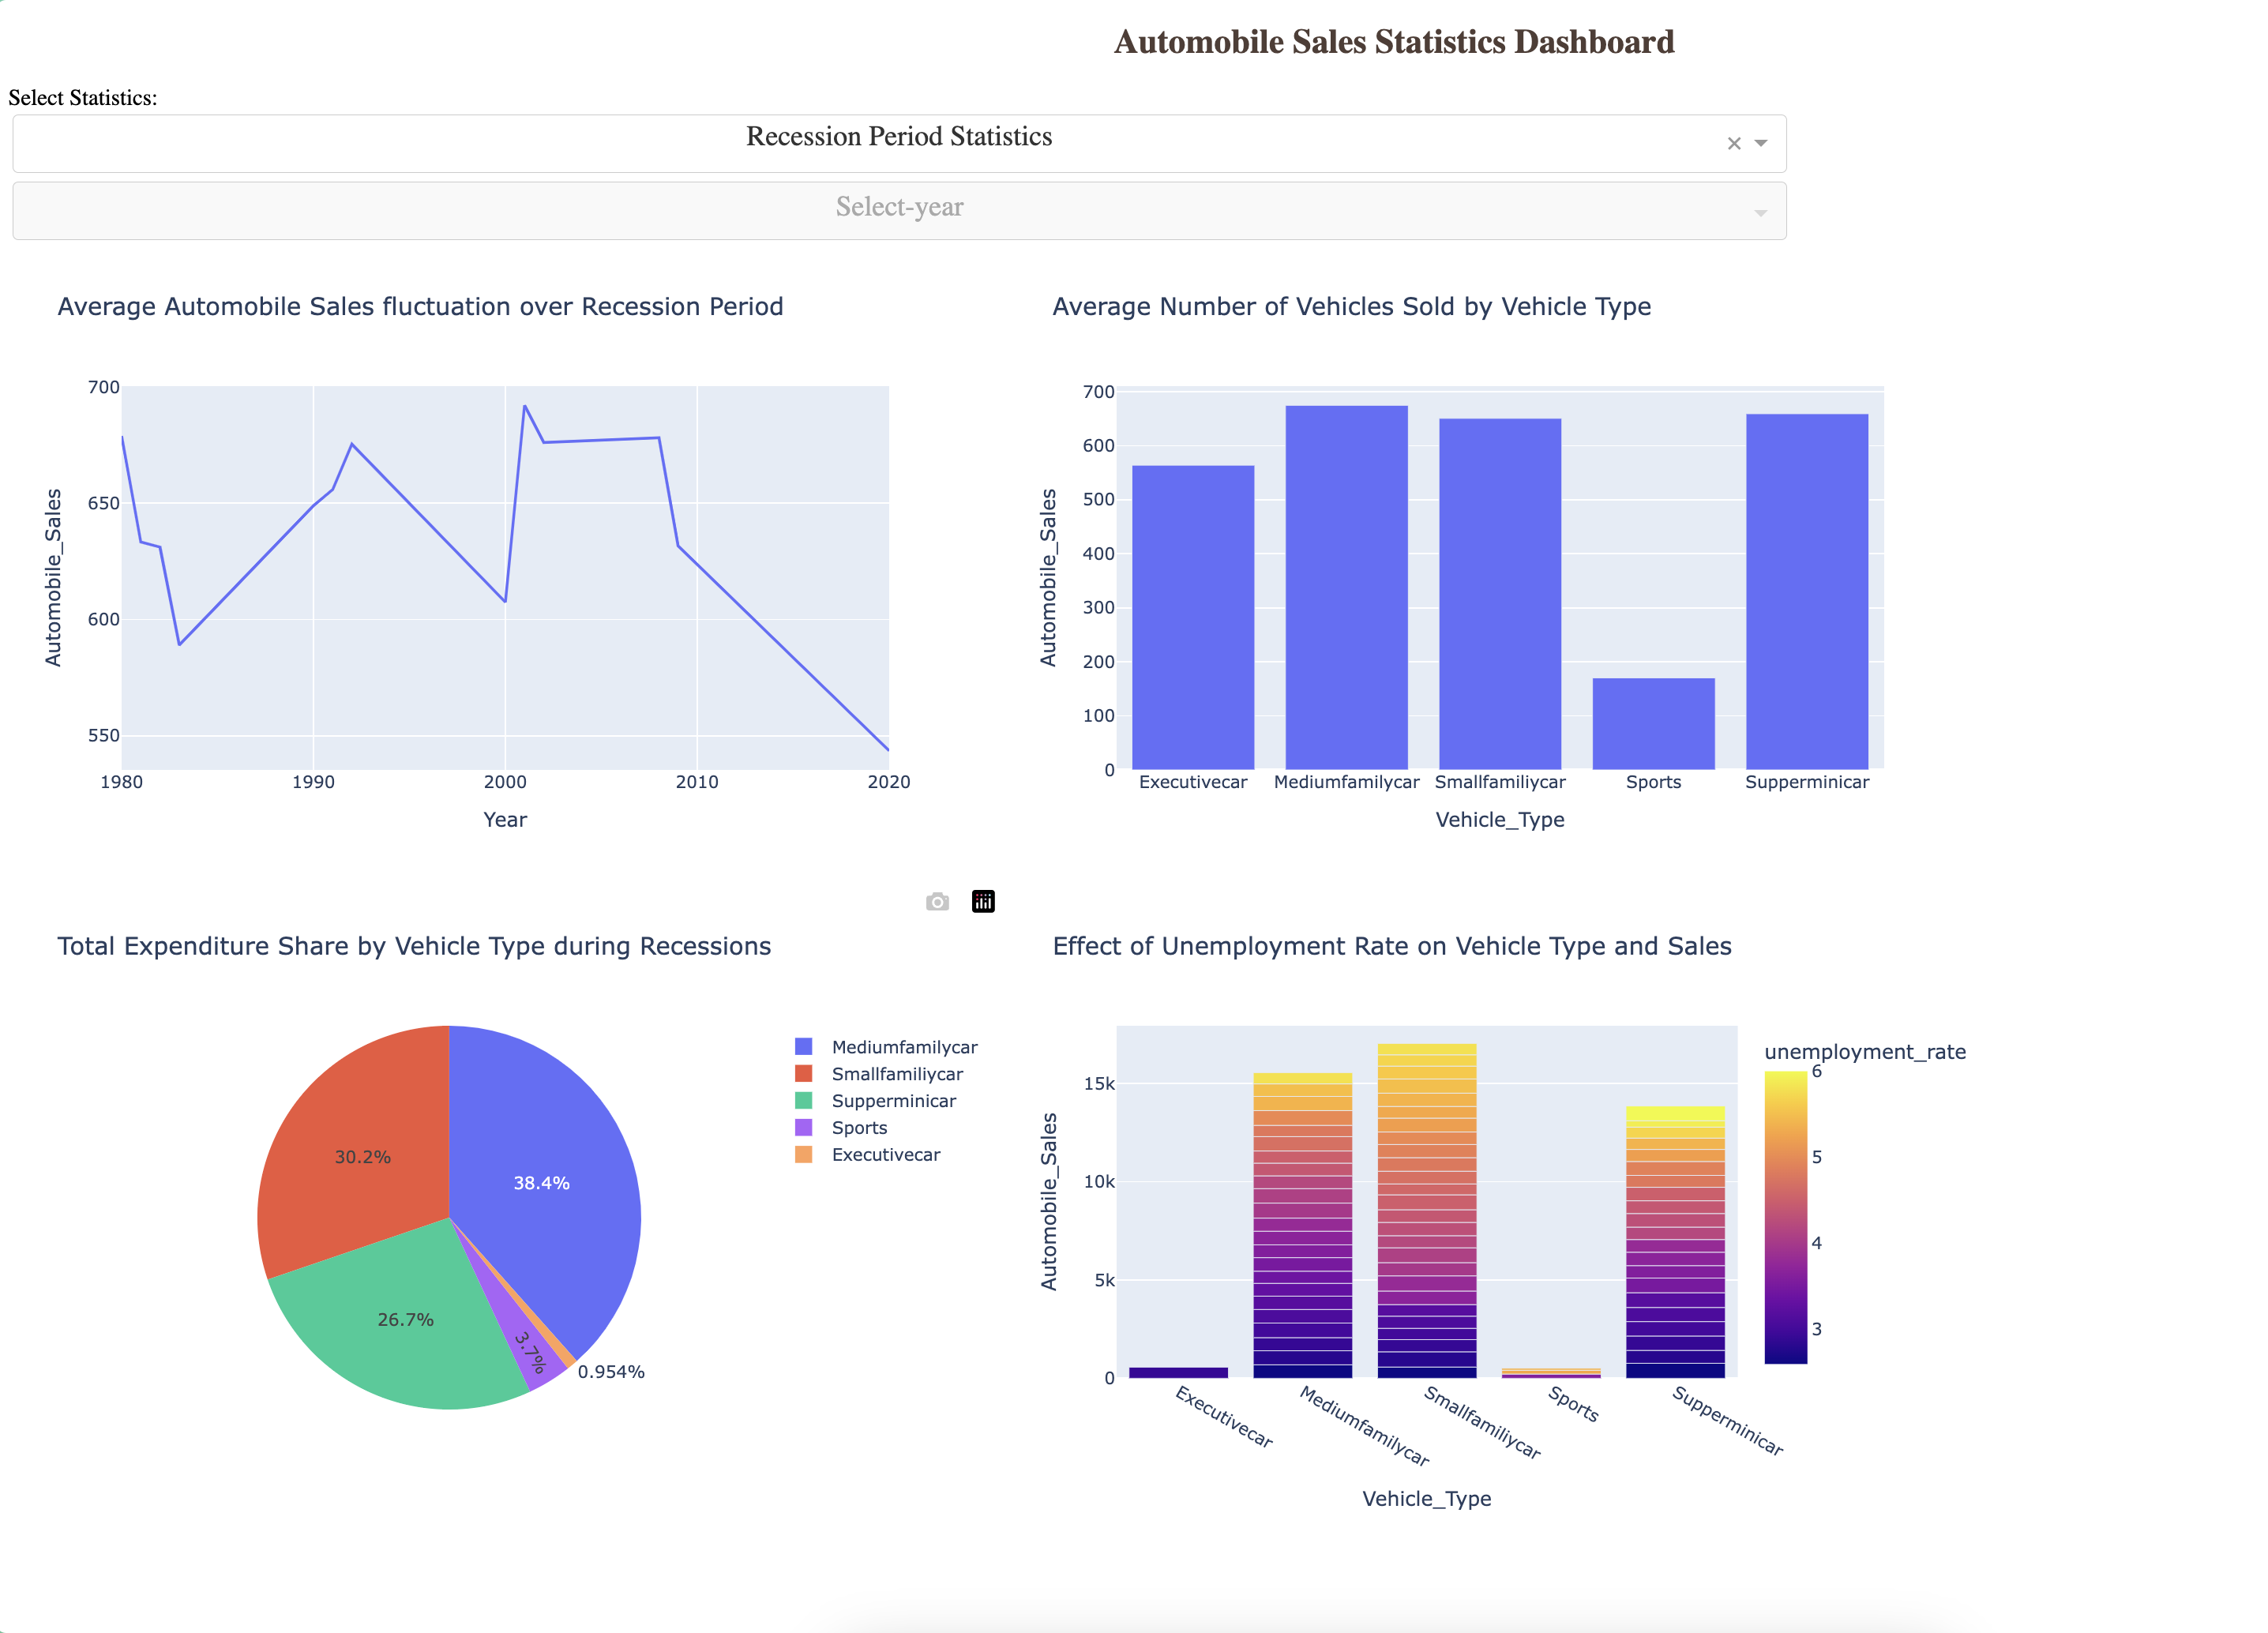 Automobile Sales Statistics Dashboard
Select Statistics:
Recession Period Statistics
Select-year
Average Automobile Sales fluctuation over Recession Period
700
650
600
550
Automobile_Sales
1980 1990 2000 2010 2020
Year
Average Number of Vehicles Sold by Vehicle Type
700
600
500
400
300
200
100
0
Automobile_Sales
Executivecar Mediumfamilycar Smallfamiliycar Sports Supperminicar
Vehicle_Type
Total Expenditure Share by Vehicle Type during Recessions
38.4%
30.2%
26.7%
3.7%
0.954%
Mediumfamilycar
Smallfamiliycar
Supperminicar
Sports
Executivecar
Effect of Unemployment Rate on Vehicle Type and Sales
15k
10k
5k
0
Automobile_Sales
Executivecar Mediumfamilycar Smallfamiliycar Sports Supperminicar
Vehicle_Type
unemployment_rate
6
5
4
3